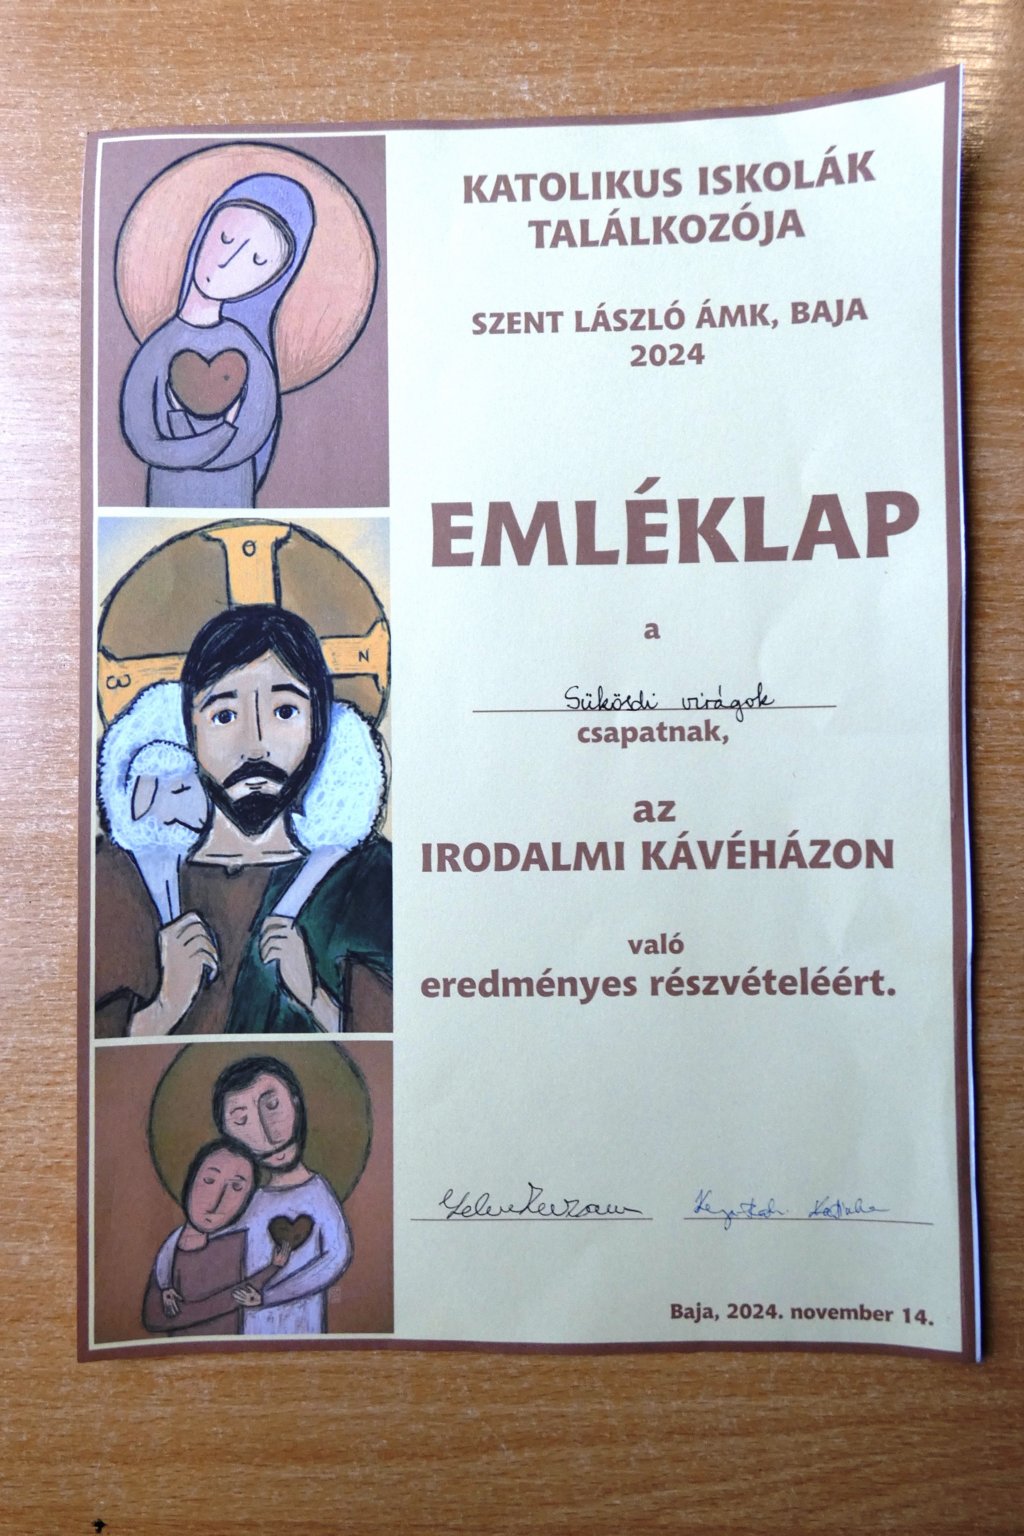 KATOLIKUS ISKOLÁK
TALÁLKOZÓJA
SZENT LÁSZLÓ ÁMK, BAJA
2024
EMLÉKLAP
a
Sükösdi virágok
csapatnak,
az
IRODALMI KÁVÉHÁZON
való
eredményes részvételéért.
Baja, 2024. november 14.
O
ω
N